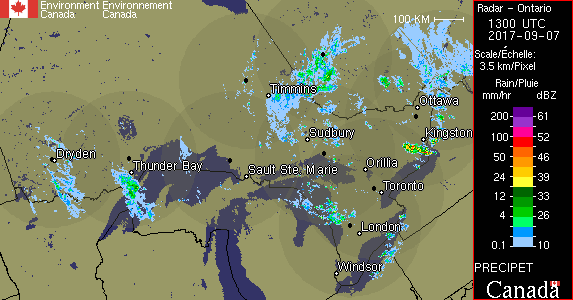 Environment Environnement
Canada Canada
100 KM
Timmins
Ottawa
Sudbury
Kingston
Dryden
Thunder Bay
Sault Ste. Marie
Orillia
Toronto
London
Windsor
Radar - Ontario
1300 UTC
2017-09-07
Scale/Échelle:
3.5 km/Pixel
Rain/Pluie
mm/hr dBZ
200 61
100 52
50 46
24 39
12 33
4 26
0.1 10
PRECIPET
Canada